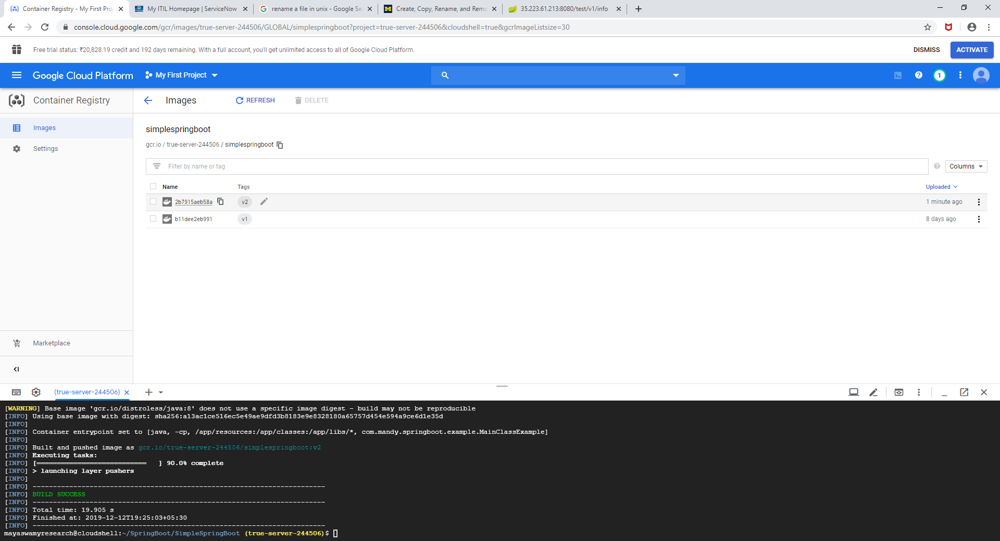 Container Registry - My First Pro
My ITIL Homepage | ServiceNow
rename a file in unix - Google Se
Create, Copy, Rename, and Remo
35.223.61.213:8080/test/v1/info
console.cloud.google.com/gcr/images/true-server-244506/GLOBAL/simplespringboot?project=true-server-244506&cloudshell=true&gcrImageListsize=30
Free trial status: ₹20,828.19 credit and 192 days remaining. With a full account, you'll get unlimited access to all of Google Cloud Platform.
DISMISS
ACTIVATE
Google Cloud Platform
My First Project
1
Container Registry
Images
REFRESH
DELETE
Images
Settings
Marketplace
simplespringboot
gcr.io / true-server-244506 / simplespringboot
Filter by name or tag
Columns
Name Tags Uploaded
2b7915aeb58a v2 1 minute ago
b11dee2eb991 v1 8 days ago
(true-server-244506)
[WARNING] Base image 'gcr.io/distroless/java:8' does not use a specific image digest - build may not be reproducible
[INFO] Using base image with digest: sha256:a13ac1ce516ec5e49ae9dfd3b8183e9e8328180a65757d454e594a9ce6d1e35d
[INFO]
[INFO] Container entrypoint set to [java, -cp, /app/resources:/app/classes:/app/libs/*, com.mandy.springboot.example.MainClassExample]
[INFO]
[INFO] Built and pushed image as gcr.io/true-server-244506/simplespringboot:v2
[INFO] Executing tasks:
[INFO] [===========================   ] 90.0% complete
[INFO] > launching layer pushers
[INFO]
[INFO] ------------------------------------------------------------------------
[INFO] BUILD SUCCESS
[INFO] ------------------------------------------------------------------------
[INFO] Total time: 19.905 s
[INFO] Finished at: 2019-12-12T19:25:03+05:30
[INFO] ------------------------------------------------------------------------
mayaswamyresearch@cloudshell:~/SpringBoot/SimpleSpringBoot (true-server-244506)$